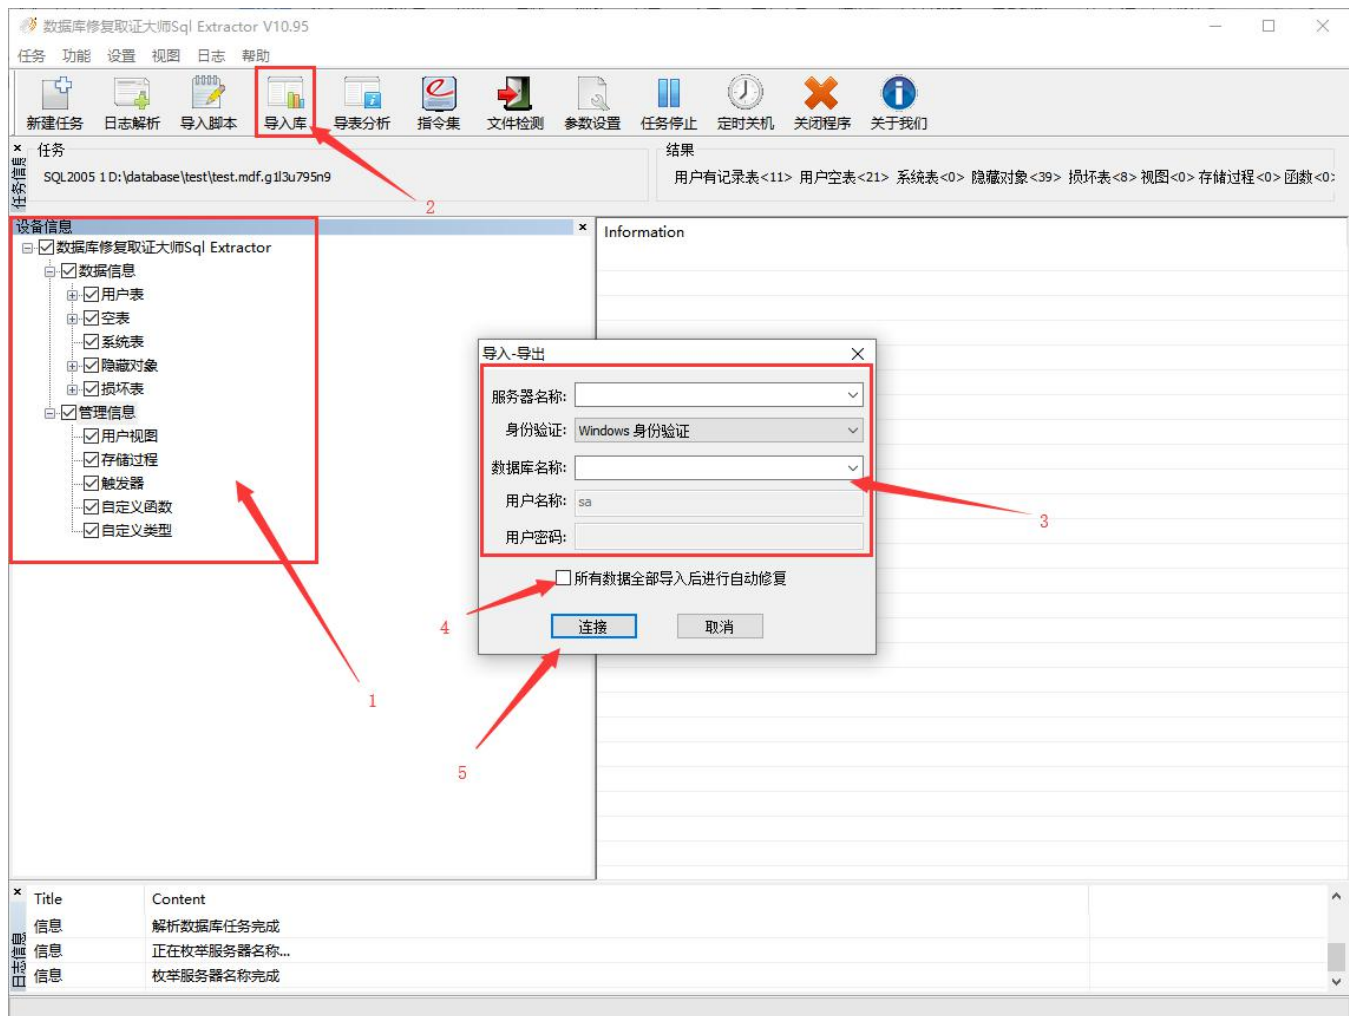 数据库修复取证大师Sql Extractor V10.95
任务 功能 设置 视图 日志 帮助
新建任务 日志解析 导入脚本 导入库 导表分析 指令集 文件检测 参数设置 任务停止 定时关机 关闭程序 关于我们
任务信息
任务
SQL2005 1 D:\database\test\test.mdf.g1l3u795n9
结果
用户有记录表<11> 用户空表<21> 系统表<0> 隐藏对象<39> 损坏表<8> 视图<0> 存储过程<0> 函数<0>
2
设备信息
数据库修复取证大师Sql Extractor
数据信息
用户表
空表
系统表
隐藏对象
损坏表
管理信息
用户视图
存储过程
触发器
自定义函数
自定义类型
1
Information
导入-导出
服务器名称:
身份验证: Windows 身份验证
数据库名称:
用户名称: sa
用户密码:
3
所有数据全部导入后进行自动修复
4
连接 取消
5
日志信息
Title Content
信息 解析数据库任务完成
信息 正在枚举服务器名称...
信息 枚举服务器名称完成